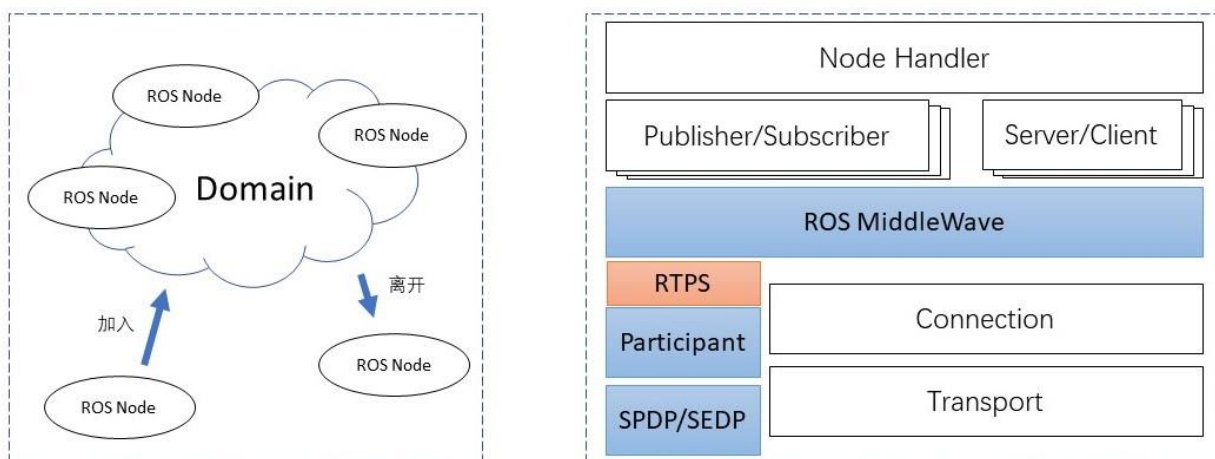 ROS Node
ROS Node
ROS Node
Domain
离开
加入
ROS Node
ROS Node
Node Handler
Publisher/Subscriber
Server/Client
ROS MiddleWave
RTPS
Participant
Connection
SPDP/SEDP
Transport